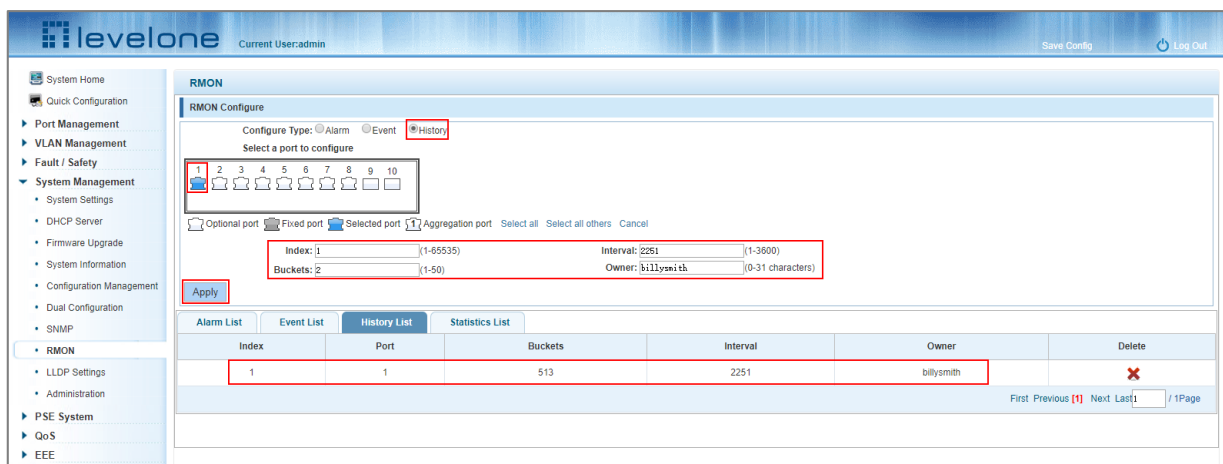 levelone
Current User:admin
Save Config
Log Out
System Home
Quick Configuration
Port Management
VLAN Management
Fault / Safety
System Management
System Settings
DHCP Server
Firmware Upgrade
System Information
Configuration Management
Dual Configuration
SNMP
RMON
LLDP Settings
Administration
PSE System
QoS
EEE
RMON
RMON Configure
Configure Type: Alarm Event History
Select a port to configure
1 2 3 4 5 6 7 8 9 10
Optional port Fixed port Selected port 1 Aggregation port Select all Select all others Cancel
Index: 1 (1-65535) Interval: 2251 (1-3600)
Buckets: 2 (1-50) Owner: billysmith (0-31 characters)
Apply
Alarm List Event List History List Statistics List
Index Port Buckets Interval Owner Delete
1 1 513 2251 billysmith
First Previous [1] Next Last 1 / 1Page